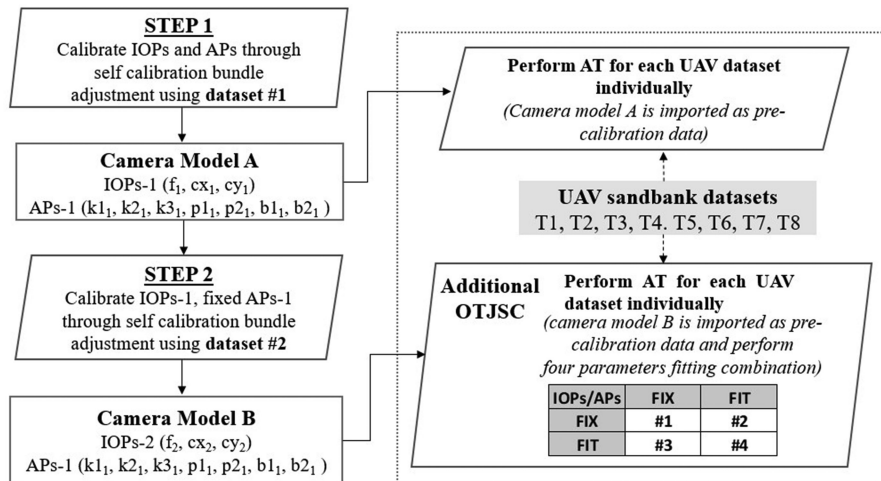 STEP 1
Calibrate IOPs and APs through
self calibration bundle
adjustment using dataset #1
Camera Model A
IOPs-1 (f₁, cx₁, cy₁)
APs-1 (k1₁, k2₁, k3₁, p1₁, p2₁, b1₁, b2₁ )
STEP 2
Calibrate IOPs-1, fixed APs-1
through self calibration bundle
adjustment using dataset #2
Camera Model B
IOPs-2 (f₂, cx₂, cy₂)
APs-1 (k1₁, k2₁, k3₁, p1₁, p2₁, b1₁, b2₁ )
Perform AT for each UAV dataset
individually
(Camera model A is imported as pre-
calibration data)
UAV sandbank datasets
T1, T2, T3, T4. T5, T6, T7, T8
Additional
OTJSC
Perform AT for each UAV
dataset individually
(camera model B is imported as pre-
calibration data and perform
four parameters fitting combination)
IOPs/APs FIX FIT
FIX #1 #2
FIT #3 #4